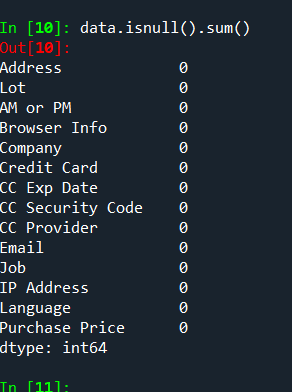 In [10]: data.isnull().sum()
Out[10]:
Address 0
Lot 0
AM or PM 0
Browser Info 0
Company 0
Credit Card 0
CC Exp Date 0
CC Security Code 0
CC Provider 0
Email 0
Job 0
IP Address 0
Language 0
Purchase Price 0
dtype: int64
In [11]: